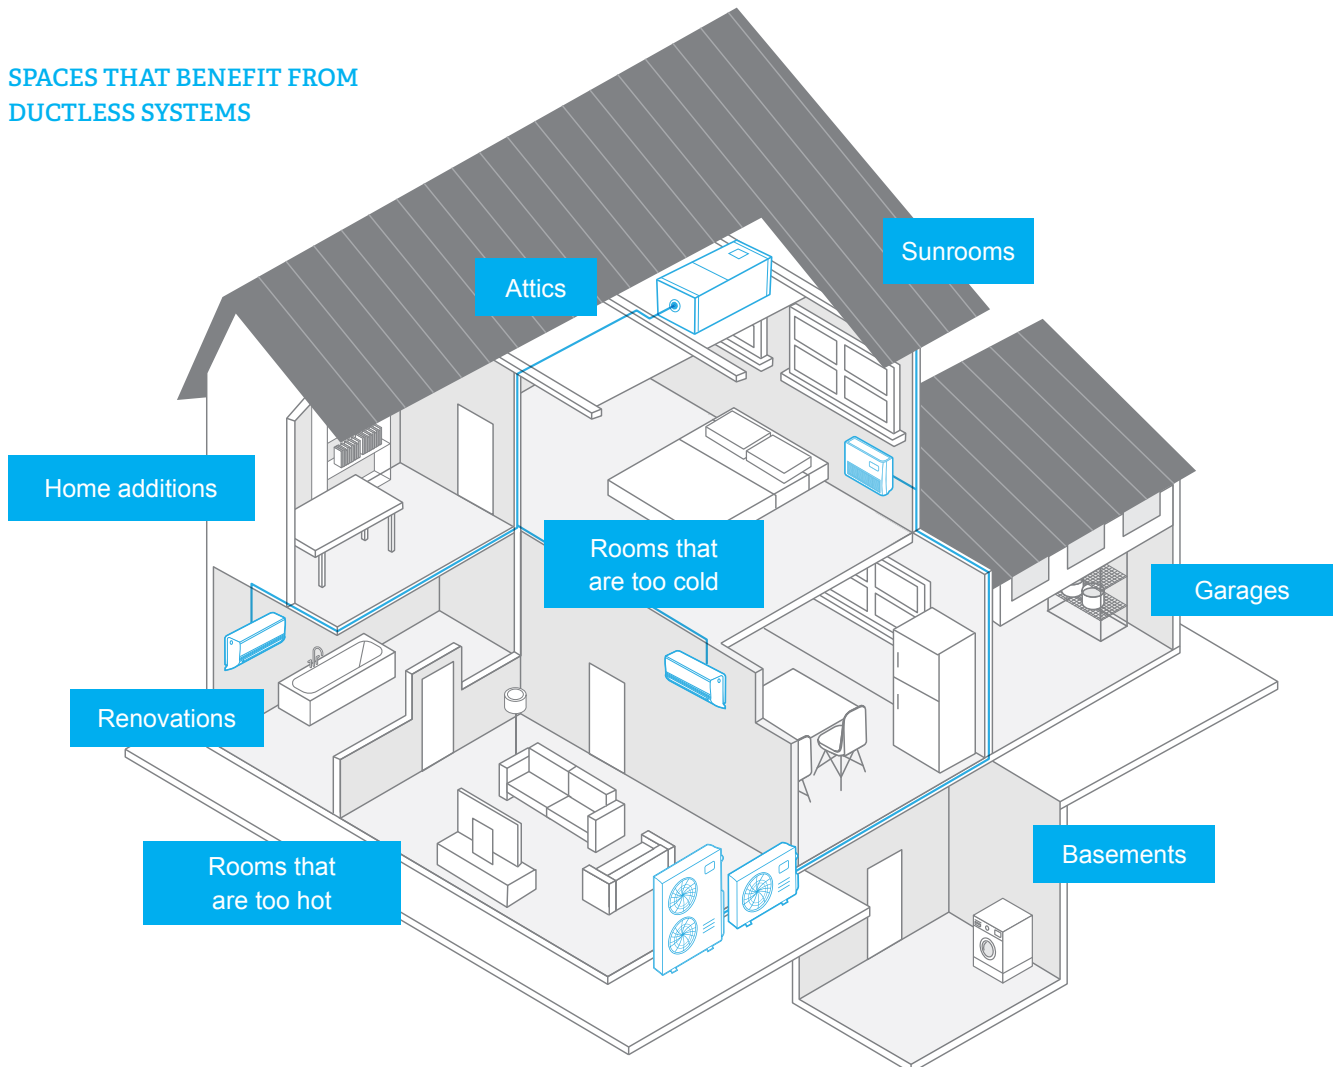 SPACES THAT BENEFIT FROM
DUCTLESS SYSTEMS
Sunrooms
Attics
Home additions
Rooms that
are too cold
Garages
Renovations
Rooms that
are too hot
Basements